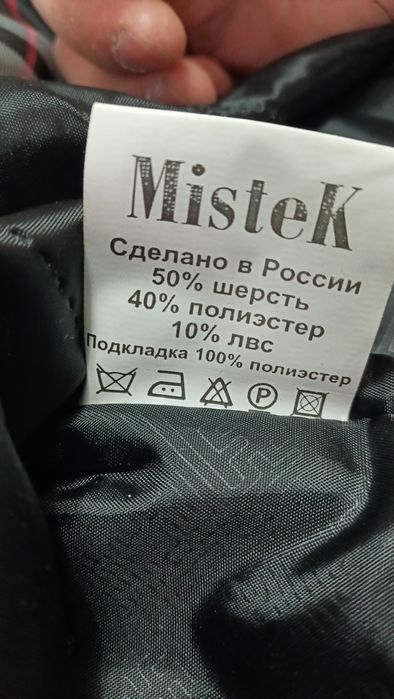 MisteK
Сделано в России
50% шерсть
40% полиэстер
10% лвс
Подкладка 100% полиэстер
P